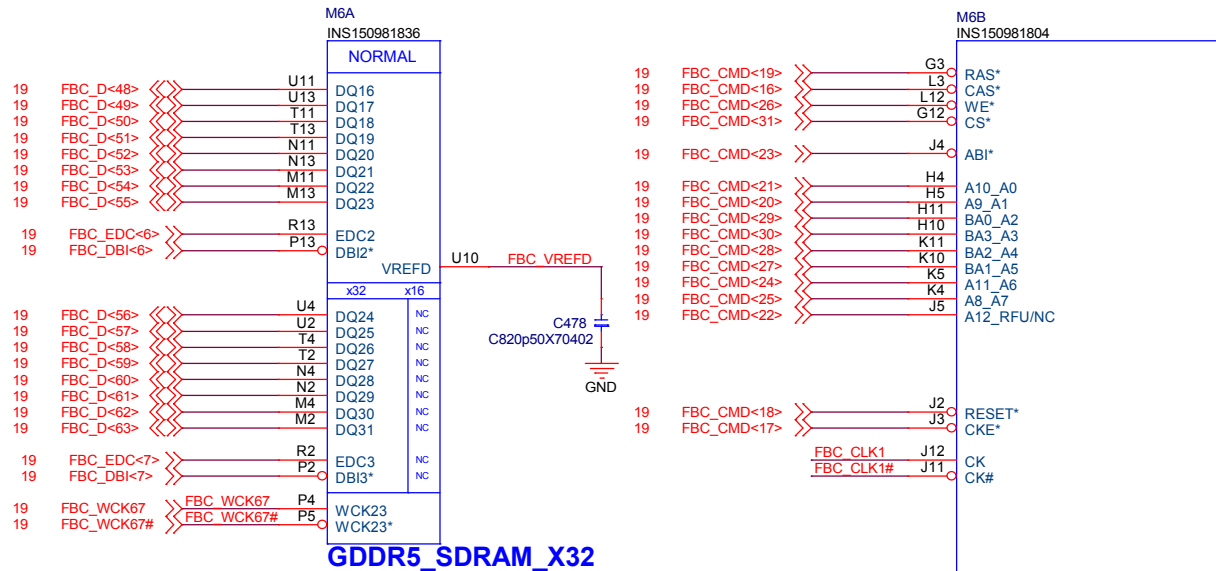 M6A
INS150981836
NORMAL
19 FBC_D<48> U11 DQ16
19 FBC_D<49> U13 DQ17
19 FBC_D<50> T11 DQ18
19 FBC_D<51> T13 DQ19
19 FBC_D<52> N11 DQ20
19 FBC_D<53> N13 DQ21
19 FBC_D<54> M11 DQ22
19 FBC_D<55> M13 DQ23
19 FBC_EDC<6> R13 EDC2
19 FBC_DBI<6> P13 DBI2*
VREFD U10 FBC_VREFD
x32 x16
19 FBC_D<56> U4 DQ24 NC
19 FBC_D<57> U2 DQ25 NC
19 FBC_D<58> T4 DQ26 NC
19 FBC_D<59> T2 DQ27 NC
19 FBC_D<60> N4 DQ28 NC
19 FBC_D<61> N2 DQ29 NC
19 FBC_D<62> M4 DQ30 NC
19 FBC_D<63> M2 DQ31 NC
19 FBC_EDC<7> R2 EDC3 NC
19 FBC_DBI<7> P2 DBI3* NC
19 FBC_WCK67 FBC_WCK67 P4 WCK23
19 FBC_WCK67# FBC_WCK67# P5 WCK23*
GDDR5_SDRAM_X32
C478
C820p50X70402
GND
M6B
INS150981804
19 FBC_CMD<19> G3 RAS*
19 FBC_CMD<16> L3 CAS*
19 FBC_CMD<26> L12 WE*
19 FBC_CMD<31> G12 CS*
19 FBC_CMD<23> J4 ABI*
19 FBC_CMD<21> H4 A10_A0
19 FBC_CMD<20> H5 A9_A1
19 FBC_CMD<29> H11 BA0_A2
19 FBC_CMD<30> H10 BA3_A3
19 FBC_CMD<28> K11 BA2_A4
19 FBC_CMD<27> K10 BA1_A5
19 FBC_CMD<24> K5 A11_A6
19 FBC_CMD<25> K4 A8_A7
19 FBC_CMD<22> J5 A12_RFU/NC
19 FBC_CMD<18> J2 RESET*
19 FBC_CMD<17> J3 CKE*
FBC_CLK1 J12 CK
FBC_CLK1# J11 CK#